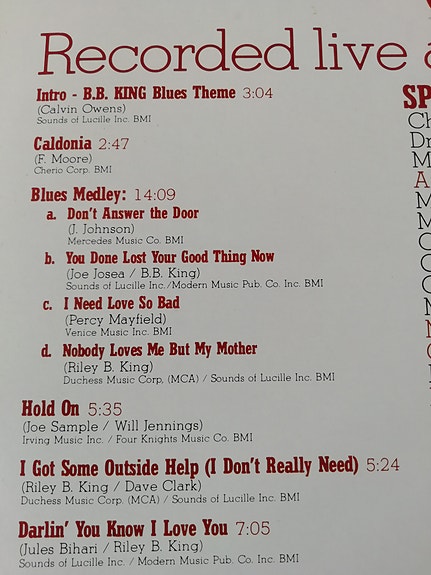 Recorded live
Intro - B.B. KING Blues Theme 3:04
(Calvin Owens)
Sounds of Lucille Inc. BMI
Caldonia 2:47
(F. Moore)
Cherio Corp. BMI
Blues Medley: 14:09
a. Don't Answer the Door
(J. Johnson)
Mercedes Music Co. BMI
b. You Done Lost Your Good Thing Now
(Joe Josea / B.B. King)
Sounds of Lucille Inc./Modern Music Pub. Co. Inc. BMI
c. I Need Love So Bad
(Percy Mayfield)
Venice Music Inc. BMI
d. Nobody Loves Me But My Mother
(Riley B. King)
Duchess Music Corp, (MCA) / Sounds of Lucille Inc. BMI
Hold On 5:35
(Joe Sample / Will Jennings)
Irving Music Inc. / Four Knights Music Co. BMI
I Got Some Outside Help (I Don't Really Need) 5:24
(Riley B. King / Dave Clark)
Duchess Music Corp. (MCA) / Sounds of Lucille Inc. BMI
Darlin' You Know I Love You 7:05
(Jules Bihari / Riley B. King)
Sounds of Lucille Inc. / Modern Music Pub. Co. Inc. BMI